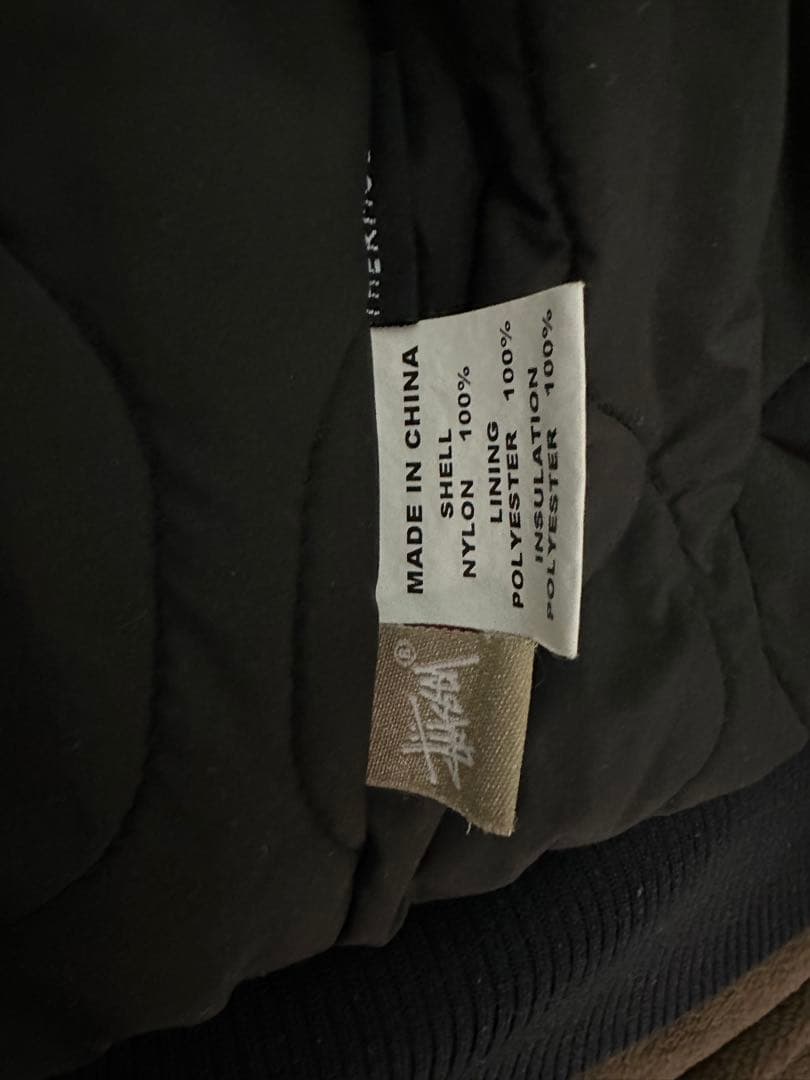 MADE IN CHINA
SHELL
NYLON 100%
LINING
POLYESTER 100%
INSULATION
POLYESTER 100%
Stüssy®